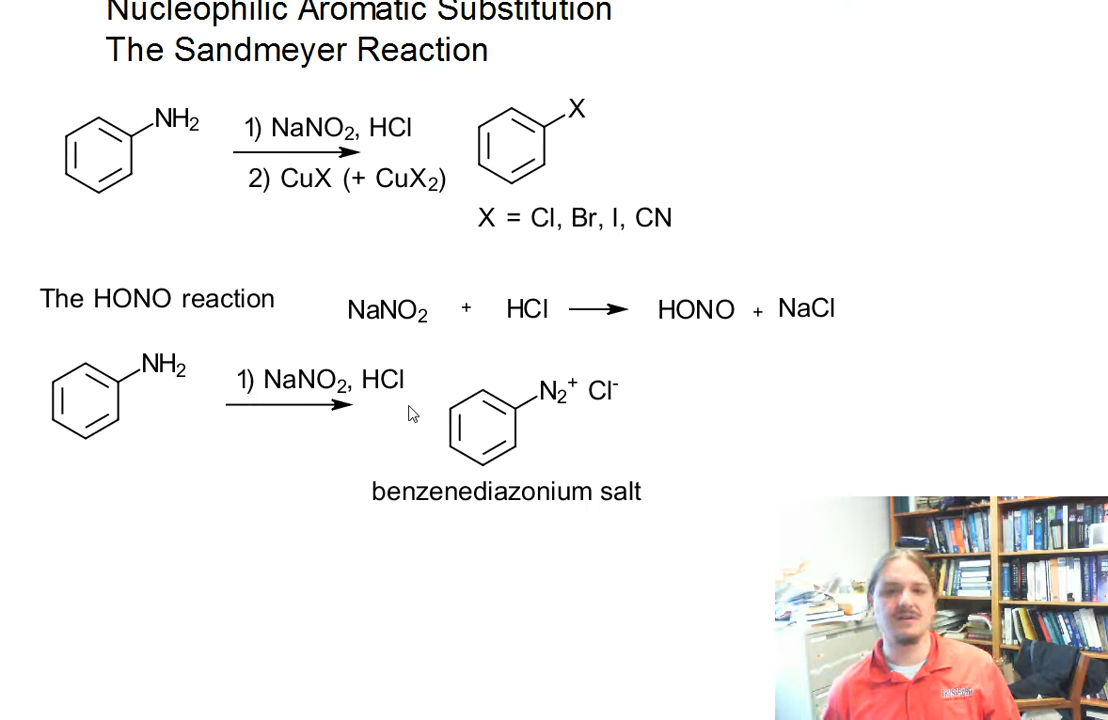 Nucleophilic Aromatic Substitution
The Sandmeyer Reaction
NH₂ 1) NaNO₂, HCl X
2) CuX (+ CuX₂)
X = Cl, Br, I, CN
The HONO reaction NaNO₂ + HCl → HONO + NaCl
NH₂ 1) NaNO₂, HCl N₂⁺ Cl⁻
benzenediazonium salt